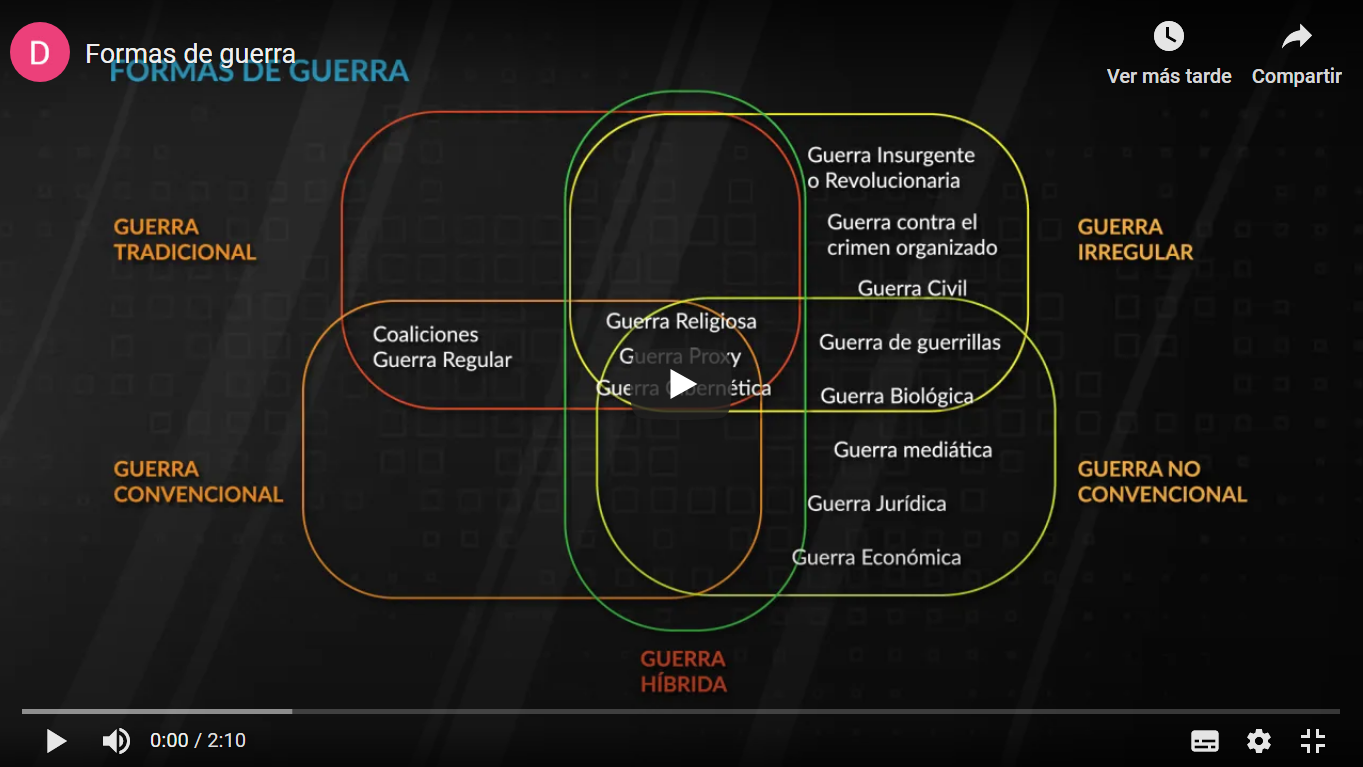 D
Formas de guerra
Ver más tarde
Compartir
FORMAS DE GUERRA
Guerra Insurgente
o Revolucionaria
GUERRA
TRADICIONAL
Guerra contra el
crimen organizado
GUERRA
IRREGULAR
Guerra Civil
Coaliciones
Guerra Regular
Guerra Religiosa
Guerra Proxy
Guerra Cibernética
Guerra de guerrillas
Guerra Biológica
Guerra mediática
GUERRA
CONVENCIONAL
GUERRA NO
CONVENCIONAL
Guerra Jurídica
Guerra Económica
GUERRA
HÍBRIDA
0:00 / 2:10